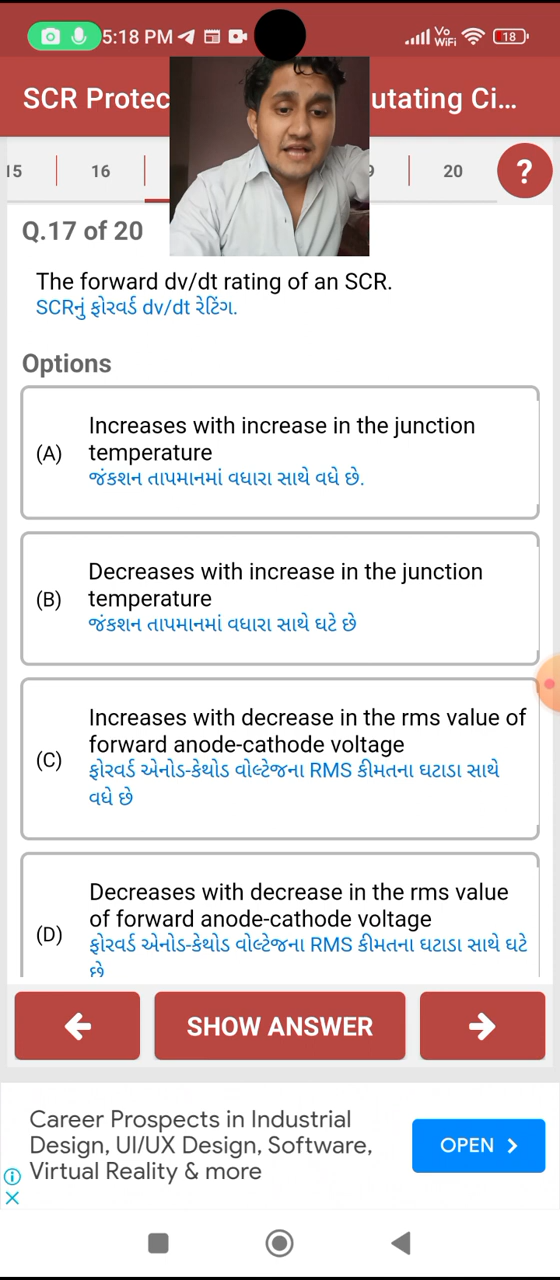 5:18 PM
Vo
WiFi
18
SCR Protec
utating Ci...
15
16
9
20
?
Q.17 of 20
The forward dv/dt rating of an SCR.
SCRનું ફોરવર્ડ dv/dt રેટિંગ.
Options
(A)
Increases with increase in the junction
temperature
જંકશન તાપમાનમાં વધારા સાથે વધે છે.
(B)
Decreases with increase in the junction
temperature
જંકશન તાપમાનમાં વધારા સાથે ઘટે છે
(C)
Increases with decrease in the rms value of
forward anode-cathode voltage
ફોરવર્ડ એનોડ-કેથોડ વોલ્ટેજના RMS કીમતના ઘટાડા સાથે
વધે છે
(D)
Decreases with decrease in the rms value
of forward anode-cathode voltage
ફોરવર્ડ એનોડ-કેથોડ વોલ્ટેજના RMS કીમતના ઘટાડા સાથે ઘટે
છે
SHOW ANSWER
Career Prospects in Industrial
Design, UI/UX Design, Software,
Virtual Reality & more
OPEN